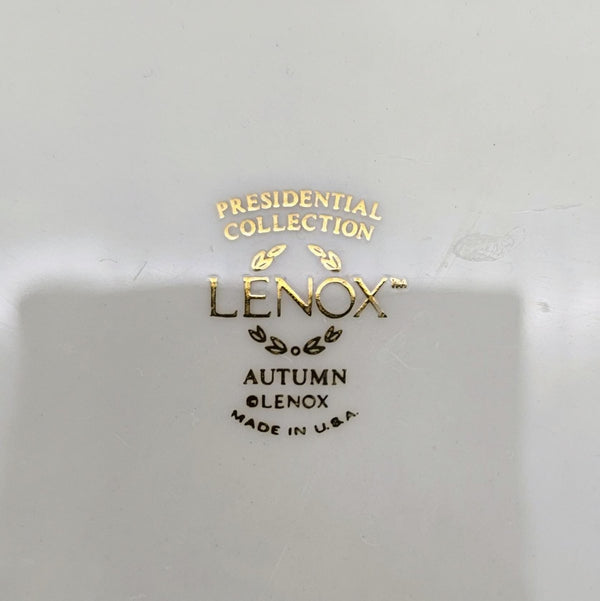 PRESIDENTIAL
COLLECTION
LENOX™
AUTUMN
©LENOX
MADE IN U.S.A.